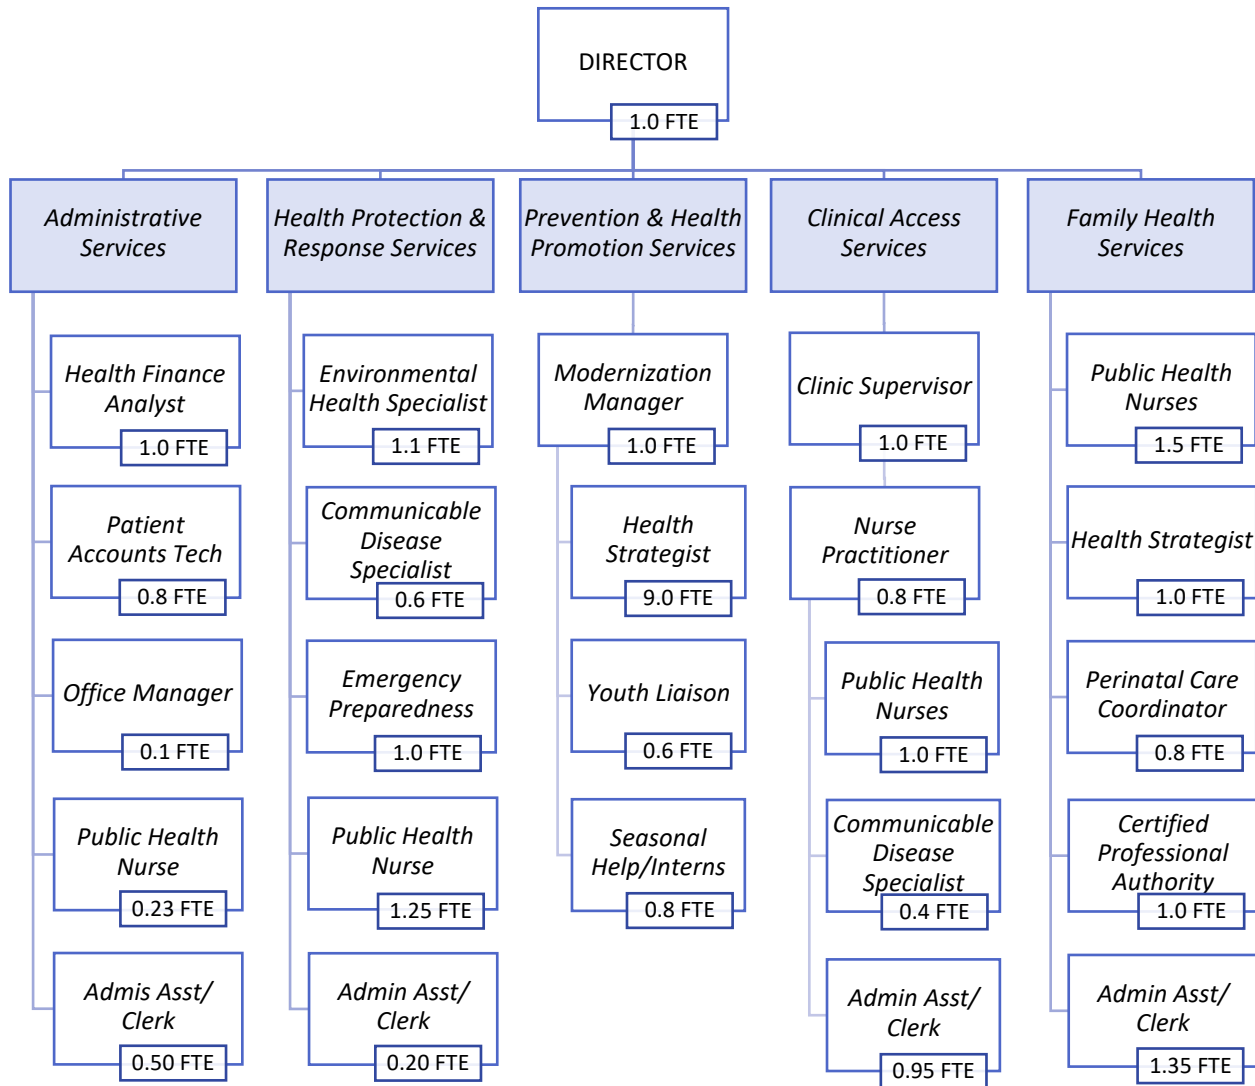 DIRECTOR
1.0 FTE
Administrative
Services
Health Finance
Analyst
1.0 FTE
Patient
Accounts Tech
0.8 FTE
Office Manager
0.1 FTE
Public Health
Nurse
0.23 FTE
Admis Asst/
Clerk
0.50 FTE
Health Protection &
Response Services
Environmental
Health Specialist
1.1 FTE
Communicable
Disease
Specialist
0.6 FTE
Emergency
Preparedness
1.0 FTE
Public Health
Nurse
1.25 FTE
Admin Asst/
Clerk
0.20 FTE
Prevention & Health
Promotion Services
Modernization
Manager
1.0 FTE
Health
Strategist
9.0 FTE
Youth Liaison
0.6 FTE
Seasonal
Help/Interns
0.8 FTE
Clinical Access
Services
Clinic Supervisor
1.0 FTE
Nurse
Practitioner
0.8 FTE
Public Health
Nurses
1.0 FTE
Communicable
Disease
Specialist
0.4 FTE
Admin Asst/
Clerk
0.95 FTE
Family Health
Services
Public Health
Nurses
1.5 FTE
Health Strategist
1.0 FTE
Perinatal Care
Coordinator
0.8 FTE
Certified
Professional
Authority
1.0 FTE
Admin Asst/
Clerk
1.35 FTE